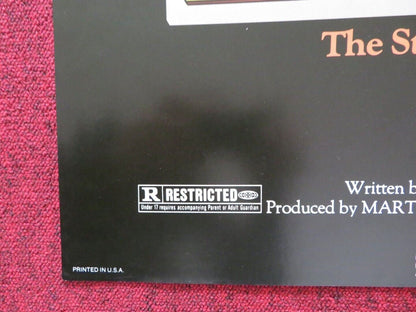 The St
R RESTRICTED
Under 17 requires accompanying Parent or Adult Guardian
Written b
Produced by MART
PRINTED IN U.S.A.